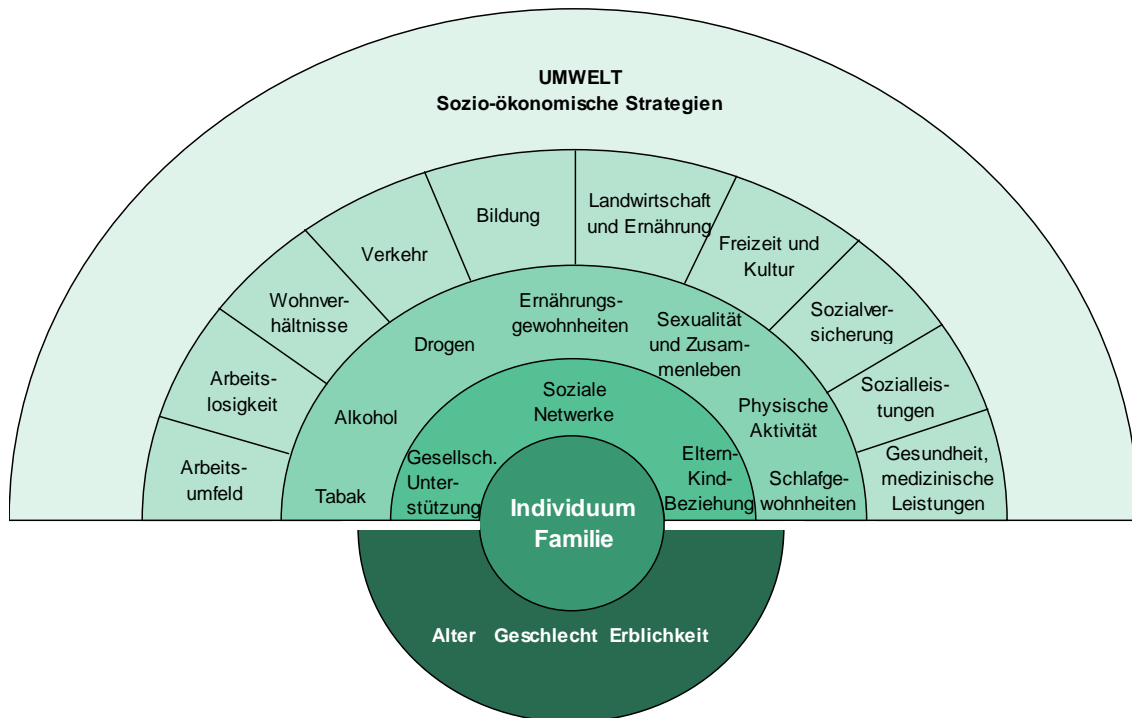 UMWELT
Sozio-ökonomische Strategien
Arbeits-
umfeld
Arbeits-
losigkeit
Wohnver-
hältnisse
Verkehr
Bildung
Landwirtschaft
und Ernährung
Freizeit und
Kultur
Sozialver-
sicherung
Sozialleis-
tungen
Gesundheit,
medizinische
Leistungen
Tabak
Alkohol
Drogen
Ernährungs-
gewohnheiten
Sexualität
und Zusam-
menleben
Physische
Aktivität
Schlafge-
wohnheiten
Gesellsch.
Unter-
stützung
Soziale
Netwerke
Eltern-
Kind-
Beziehung
Individuum
Familie
Alter Geschlecht Erblichkeit